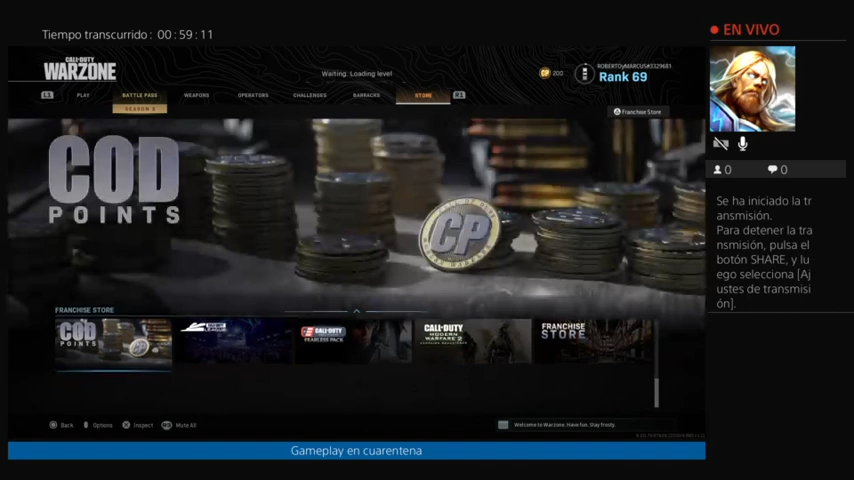 Tiempo transcurrido: 00:59:11
EN VIVO
CALL·DUTY
WARZONE
Waiting. Loading level
200
ROBERTOyMARCUS#3329681
Rank 69
L1
PLAY
BATTLE PASS
WEAPONS
OPERATORS
CHALLENGES
BARRACKS
STORE
R1
SEASON 3
Franchise Store
COD
POINTS
CP
0
0
Se ha iniciado la tr
ansmisión.
Para detener la tra
nsmisión, pulsa el
botón SHARE, y lu
ego selecciona [Aj
ustes de transmisi
ón].
FRANCHISE STORE
COD
POINTS
CALL·DUTY
FEARLESS PACK
CALL·DUTY
MODERN
WARFARE 2
CAMPAIGN REMASTERED
FRANCHISE
STORE
Back
Options
Inspect
Mute All
Welcome to Warzone. Have fun. Stay frosty.
Gameplay en cuarentena